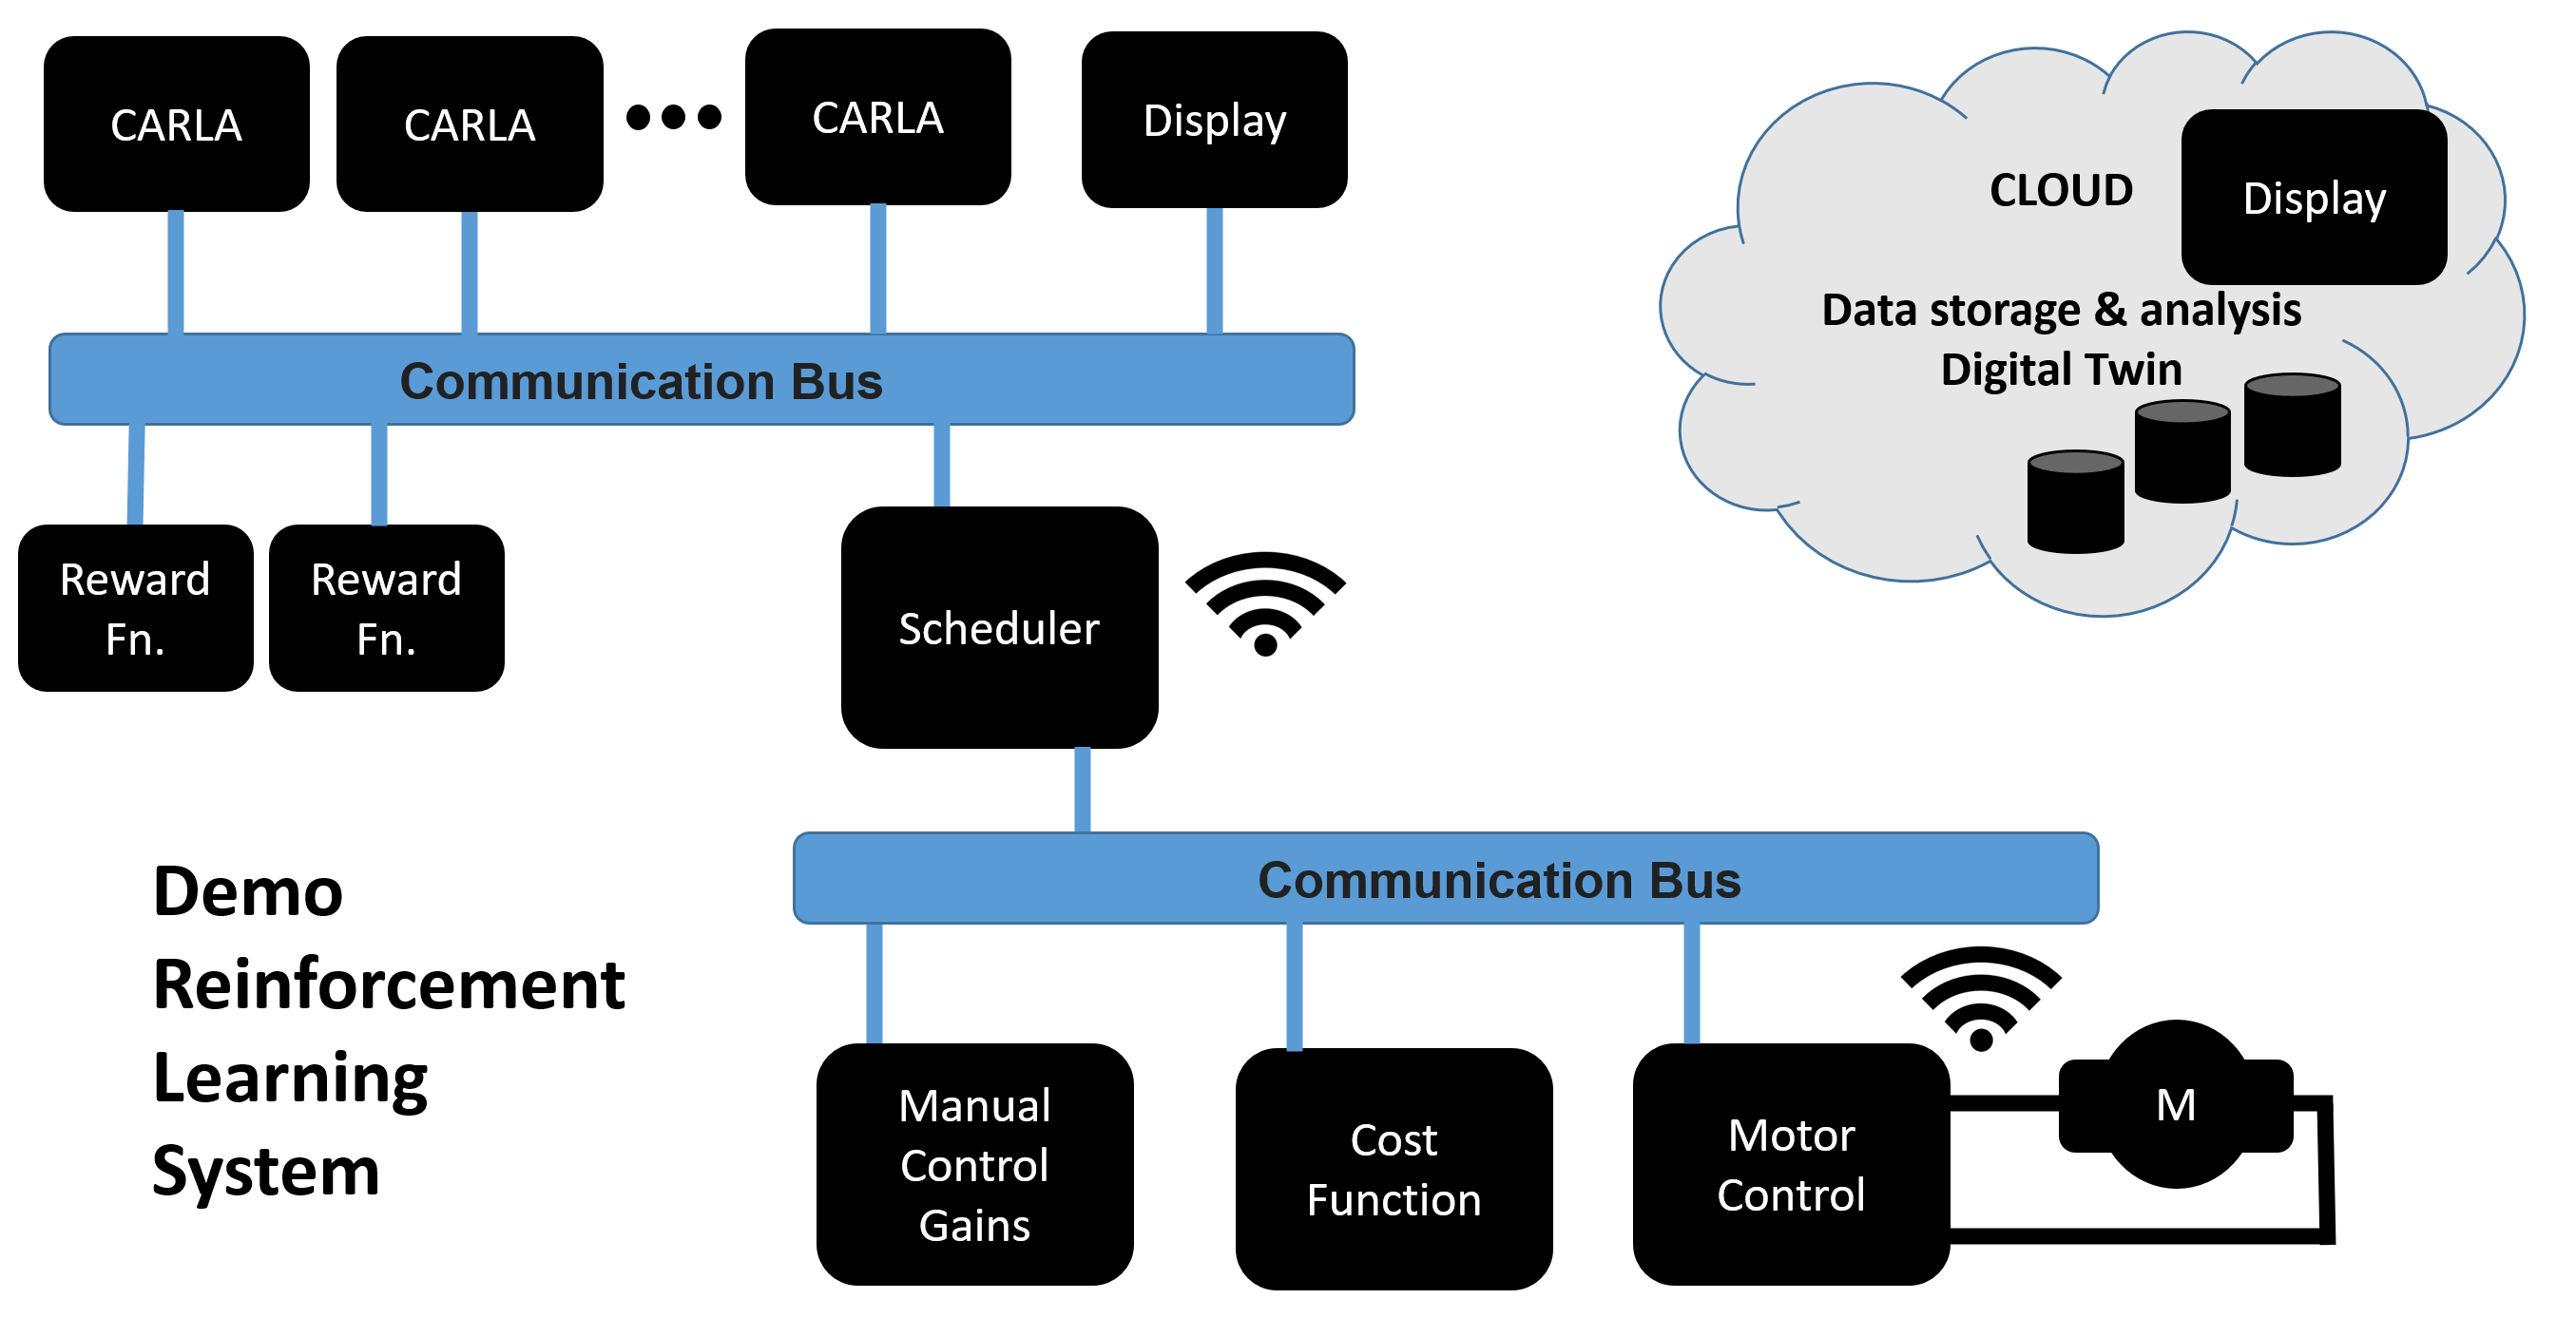 CARLA
CARLA
CARLA
Display
CLOUD
Display
Data storage & analysis
Digital Twin
Communication Bus
Reward
Fn.
Reward
Fn.
Scheduler
Communication Bus
Demo
Reinforcement
Learning
System
Manual
Control
Gains
Cost
Function
Motor
Control
M